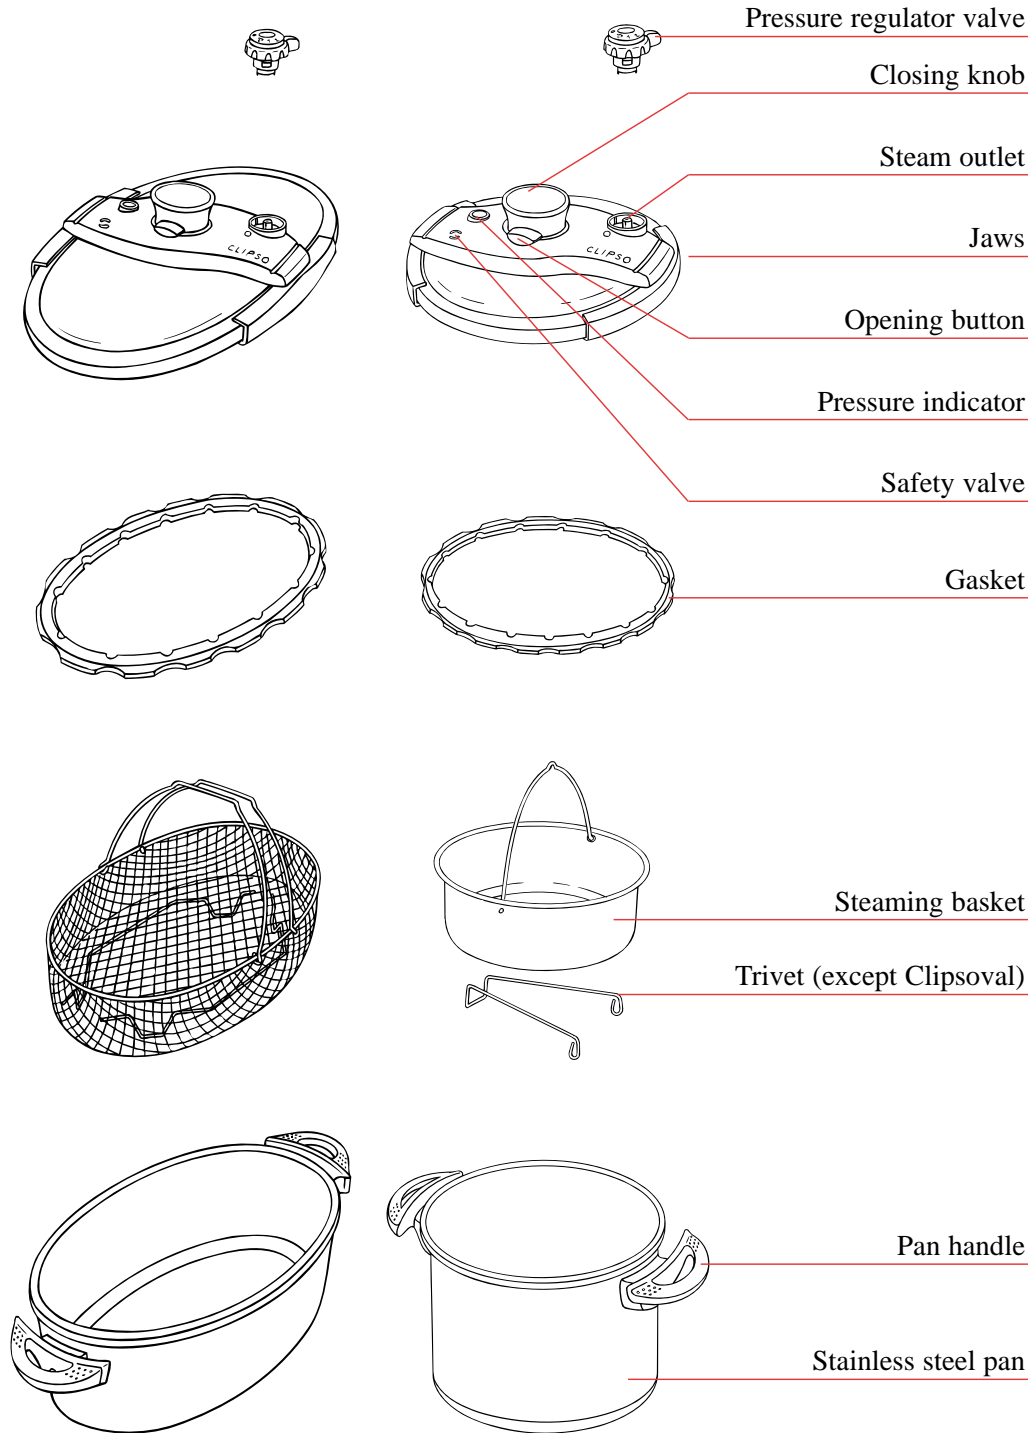 Pressure regulator valve
Closing knob
Steam outlet
CLIPSO
CLIPSO
Jaws
Opening button
Pressure indicator
Safety valve
Gasket
Steaming basket
Trivet (except Clipsoval)
Pan handle
Stainless steel pan